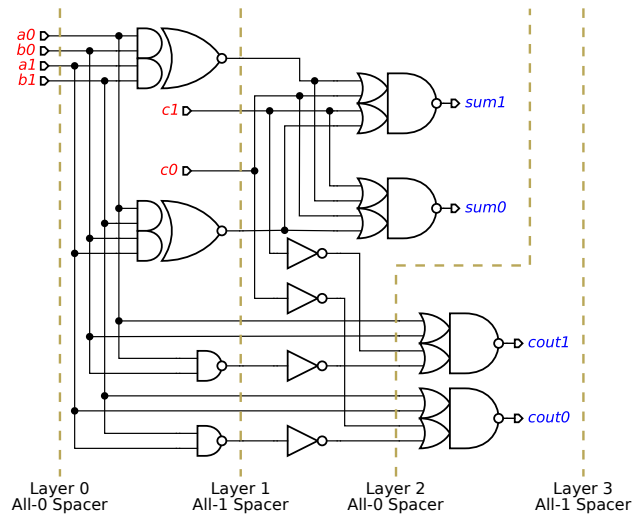 a0
b0
a1
b1
c1
c0
sum1
sum0
cout1
cout0
Layer 0
All-0 Spacer
Layer 1
All-1 Spacer
Layer 2
All-0 Spacer
Layer 3
All-1 Spacer